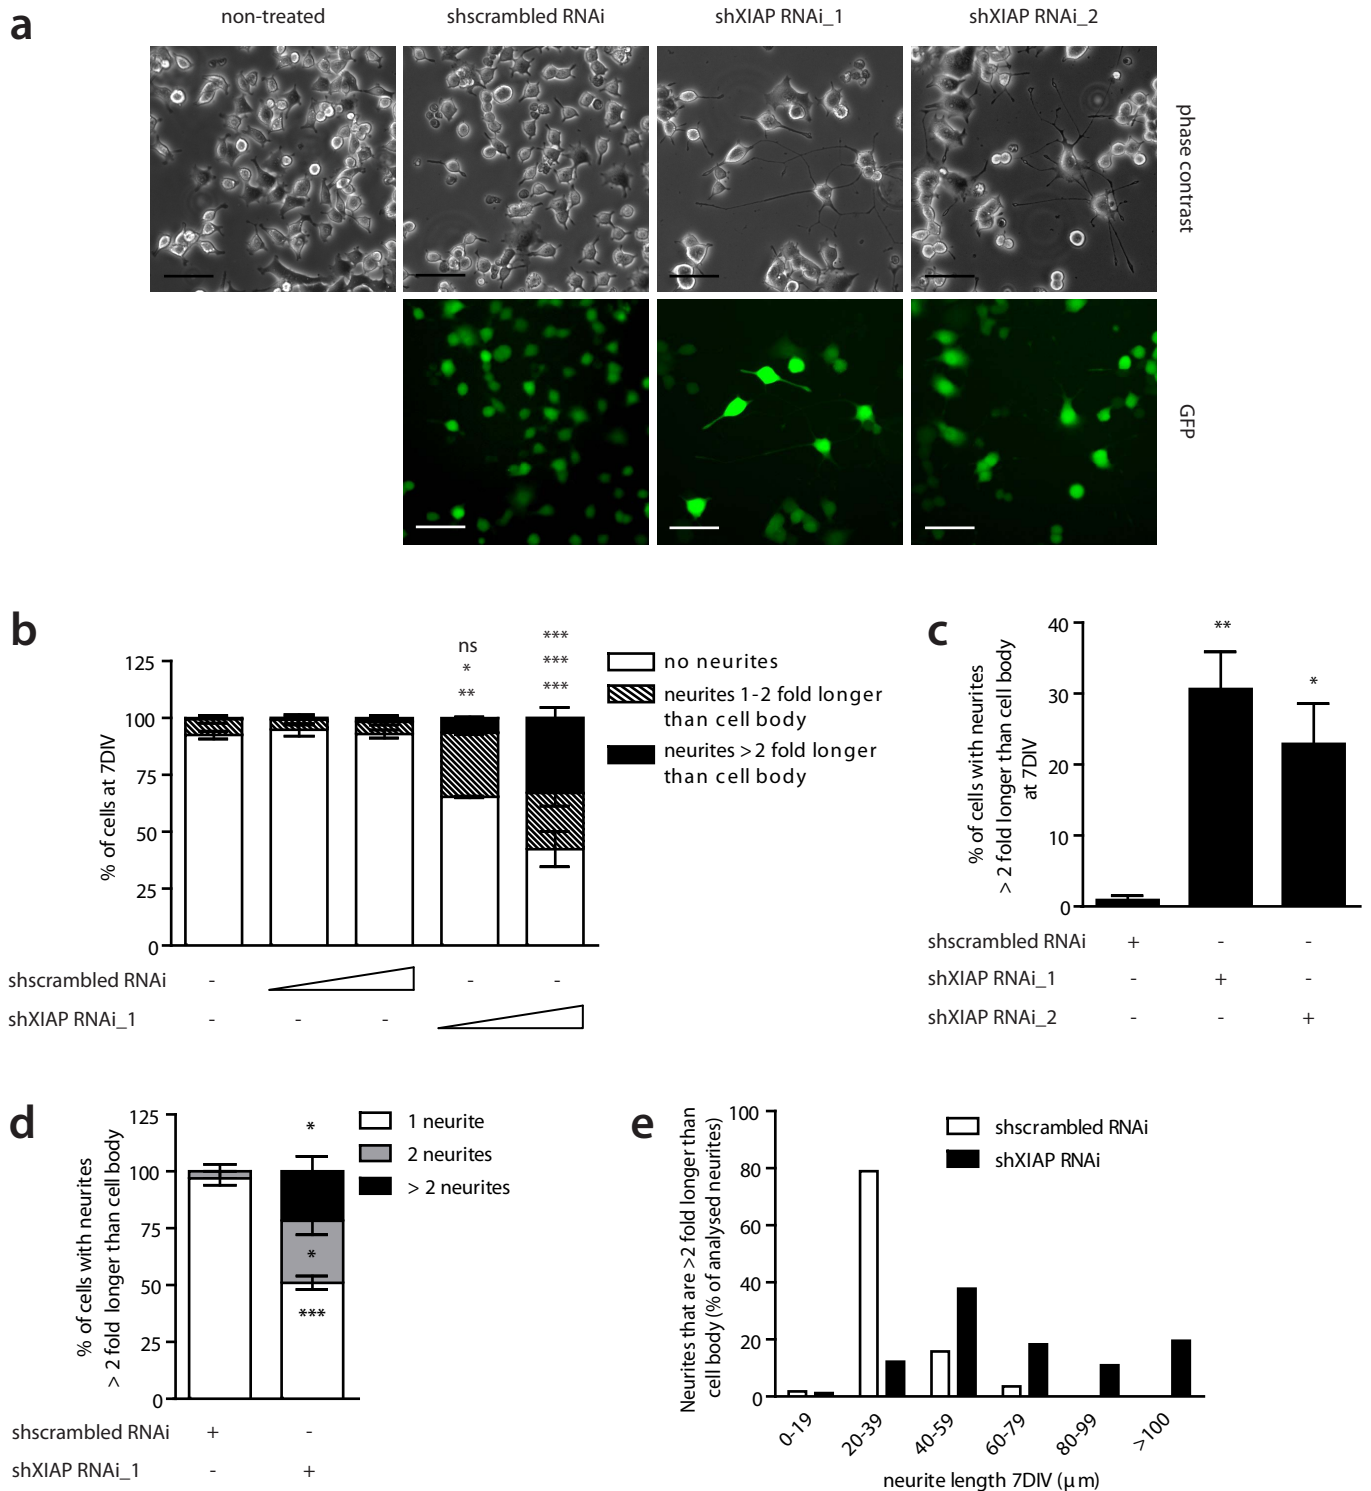 a
non-treated
shscrambled RNAi
shXIAP RNAi_1
shXIAP RNAi_2
phase contrast
GFP
b
% of cells at 7DIV
125
100
75
50
25
0
ns
*
**
***
***
***
no neurites
neurites 1-2 fold longer
than cell body
neurites >2 fold longer
than cell body
shscrambled RNAi - - -
shXIAP RNAi_1 - - -
c
% of cells with neurites
> 2 fold longer than cell body
at 7DIV
40
30
20
10
0
**
*
shscrambled RNAi + - -
shXIAP RNAi_1 - + -
shXIAP RNAi_2 - - +
d
% of cells with neurites
> 2 fold longer than cell body
125
100
75
50
25
0
*
*
***
1 neurite
2 neurites
> 2 neurites
shscrambled RNAi + -
shXIAP RNAi_1 - +
e
Neurites that are >2 fold longer than
cell body (% of analysed neurites)
100
80
60
40
20
0
shscrambled RNAi
shXIAP RNAi
0-19
20-39
40-59
60-79
80-99
>100
neurite length 7DIV (μm)